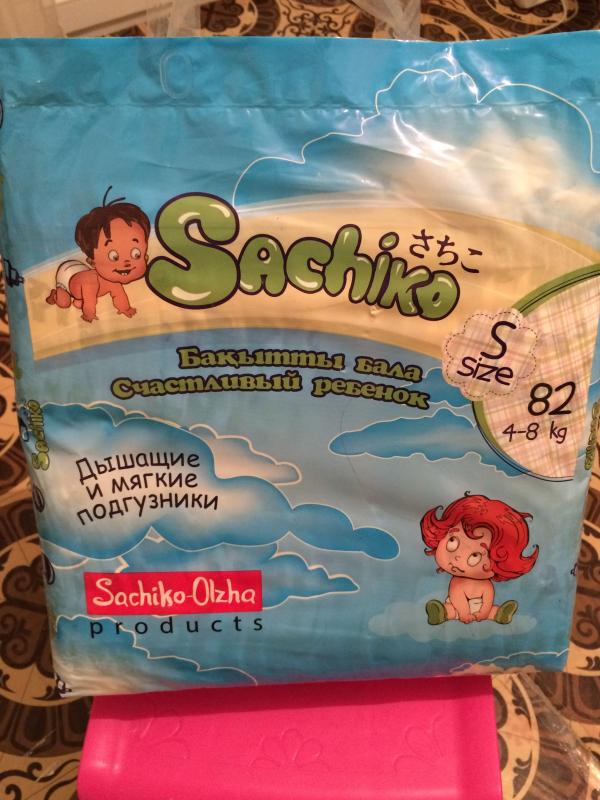 Sachiko
さちこ
Бақытты бала
Счастливый ребенок
S
size
82
4-8 kg
Дышащие
и мягкие
подгузники
Sachiko-Olzha
products
Sachiko